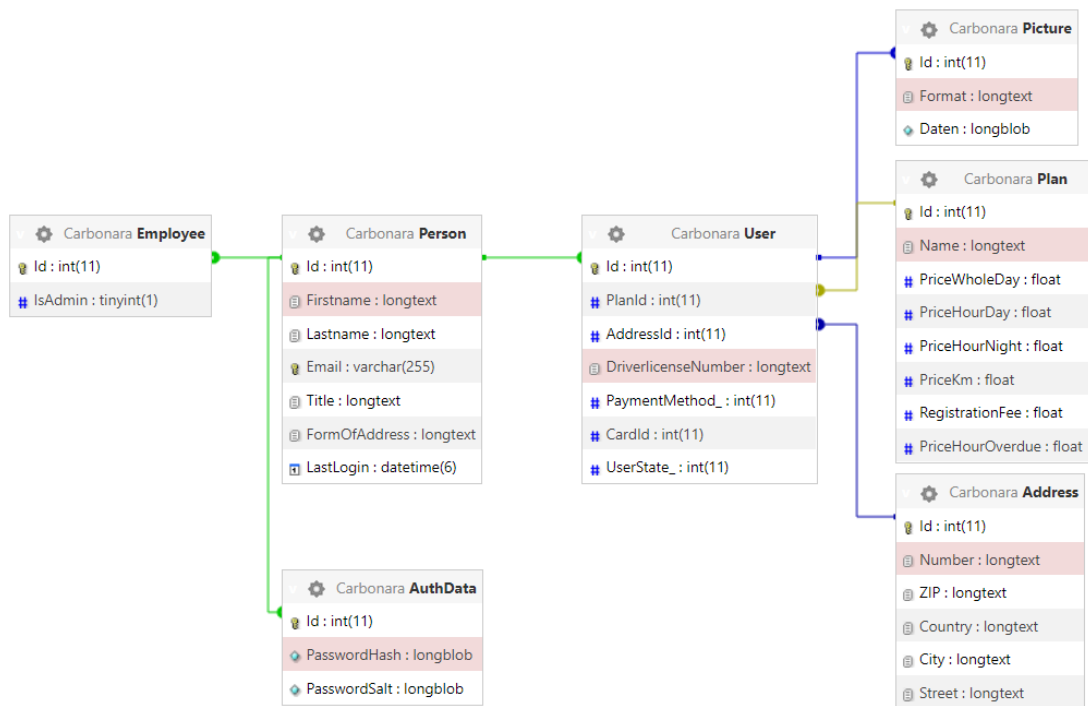 Carbonara Picture
Id : int(11)
Format : longtext
Daten : longblob
Carbonara Plan
Id : int(11)
Name : longtext
PriceWholeDay : float
PriceHourDay : float
PriceHourNight : float
PriceKm : float
RegistrationFee : float
PriceHourOverdue : float
Carbonara Employee
Id : int(11)
IsAdmin : tinyint(1)
Carbonara Person
Id : int(11)
Firstname : longtext
Lastname : longtext
Email : varchar(255)
Title : longtext
FormOfAddress : longtext
LastLogin : datetime(6)
Carbonara User
Id : int(11)
PlanId : int(11)
AddressId : int(11)
DriverlicenseNumber : longtext
PaymentMethod_ : int(11)
CardId : int(11)
UserState_ : int(11)
Carbonara Address
Id : int(11)
Number : longtext
ZIP : longtext
Country : longtext
City : longtext
Street : longtext
Carbonara AuthData
Id : int(11)
PasswordHash : longblob
PasswordSalt : longblob